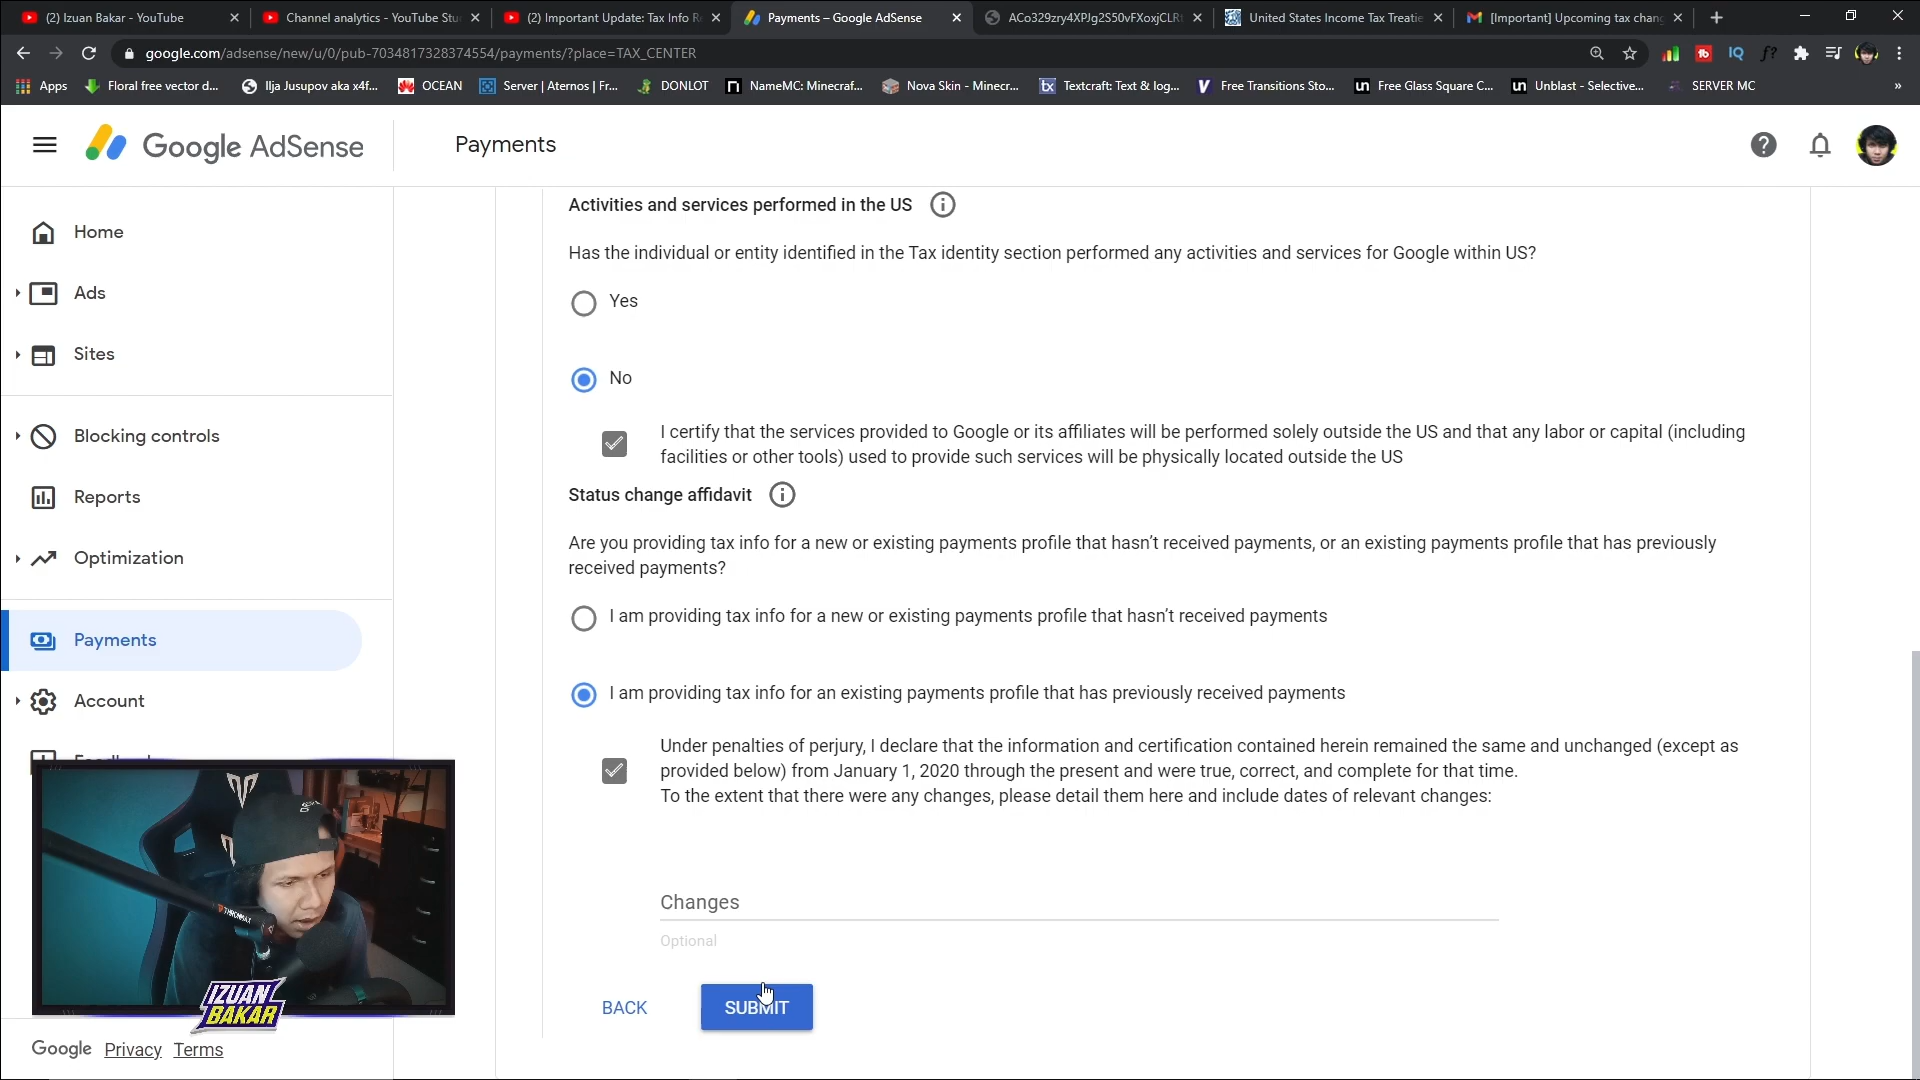 (2) Izuan Bakar - YouTube
Channel analytics - YouTube Stu
(2) Important Update: Tax Info R
Payments – Google AdSense
ACo329zry4XPJg2S50vFXoxjCLR
United States Income Tax Treatie
[Important] Upcoming tax chang
google.com/adsense/new/u/0/pub-7034817328374554/payments/?place=TAX_CENTER
Apps
Floral free vector d...
Ilja Jusupov aka x4f...
OCEAN
Server | Aternos | Fr...
DONLOT
NameMC: Minecraf...
Nova Skin - Minecr...
Textcraft: Text & log...
Free Transitions Sto...
Free Glass Square C...
Unblast - Selective...
SERVER MC
Google AdSense
Payments
Home
Ads
Sites
Blocking controls
Reports
Optimization
Payments
Account
Activities and services performed in the US
Has the individual or entity identified in the Tax identity section performed any activities and services for Google within US?
Yes
No
I certify that the services provided to Google or its affiliates will be performed solely outside the US and that any labor or capital (including
facilities or other tools) used to provide such services will be physically located outside the US
Status change affidavit
Are you providing tax info for a new or existing payments profile that hasn't received payments, or an existing payments profile that has previously
received payments?
I am providing tax info for a new or existing payments profile that hasn't received payments
I am providing tax info for an existing payments profile that has previously received payments
Under penalties of perjury, I declare that the information and certification contained herein remained the same and unchanged (except as
provided below) from January 1, 2020 through the present and were true, correct, and complete for that time.
To the extent that there were any changes, please detail them here and include dates of relevant changes:
Changes
Optional
BACK
SUBMIT
THRONMAX
IZUAN
BAKAR
Google Privacy Terms